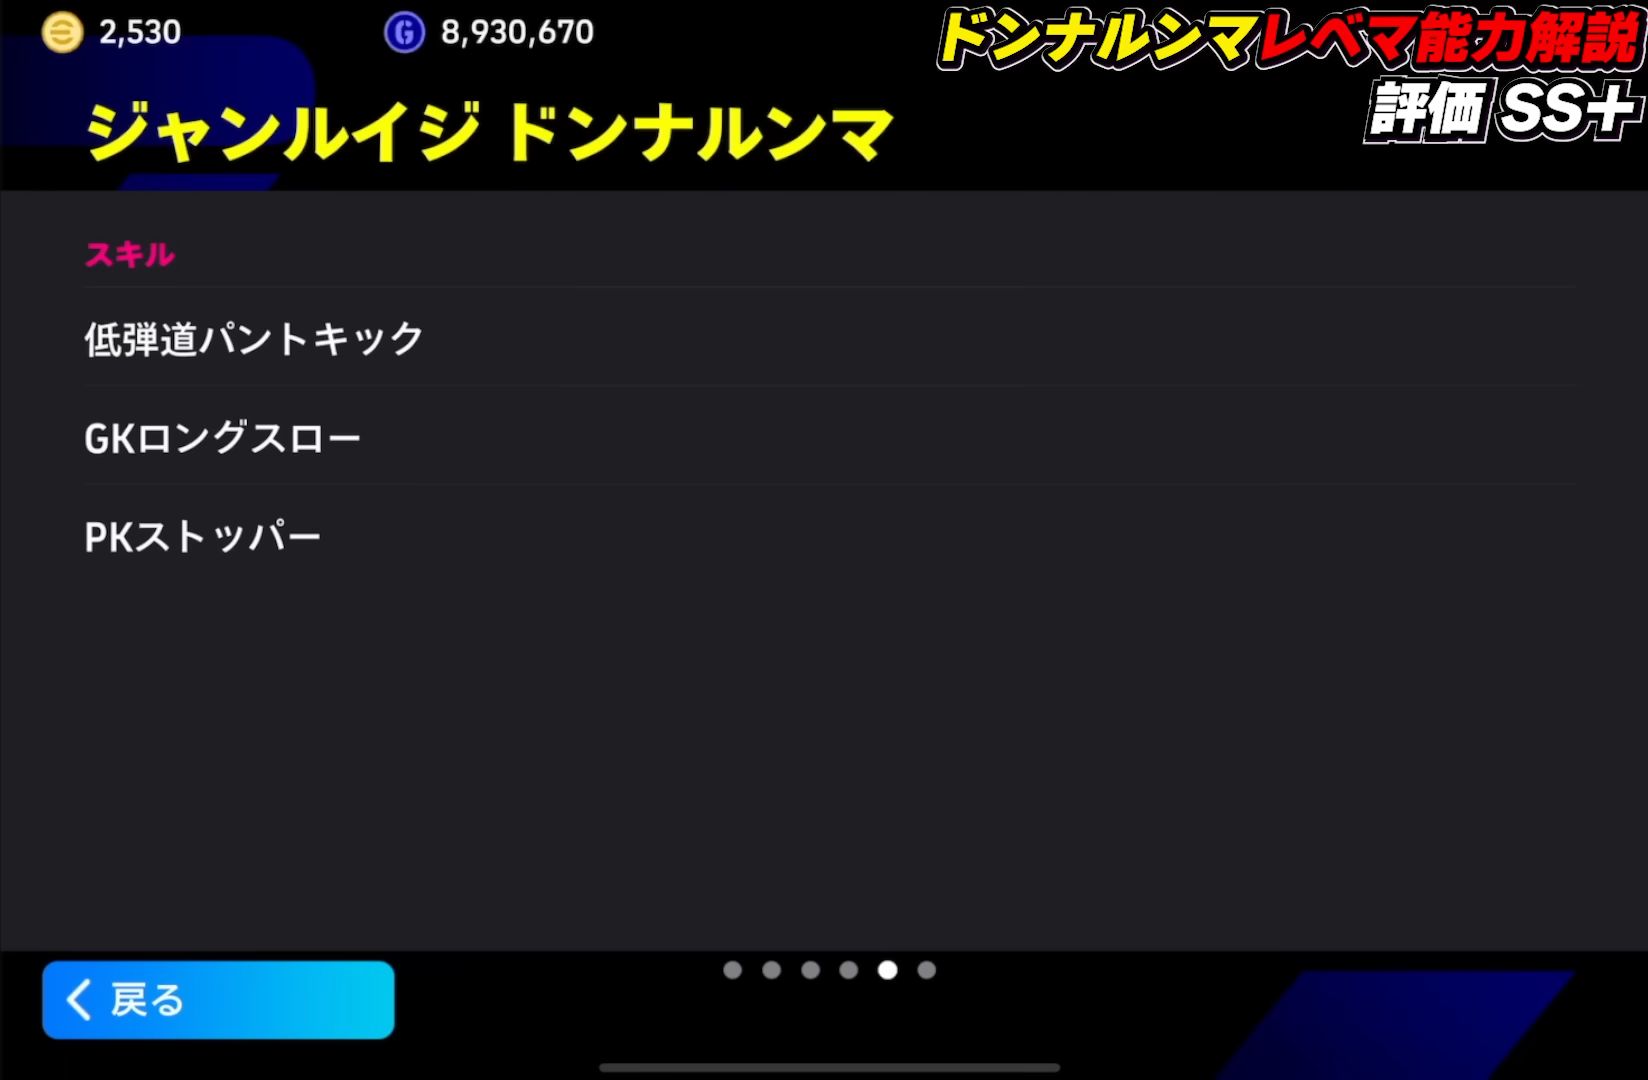 2,530
8,930,670
ドンナルンマレベマ能力解説
評価 SS+
ジャンルイジ ドンナルンマ
スキル
低弾道パントキック
GKロングスロー
PKストッパー
戻る